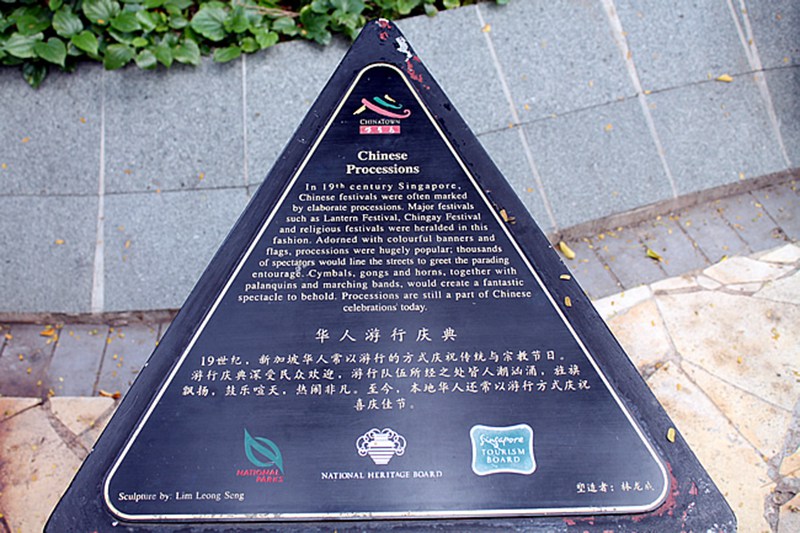 CHINATOWN
牛车水
Chinese
Processions
In 19th century Singapore,
Chinese festivals were often marked
by elaborate processions. Major festivals
such as Lantern Festival, Chingay Festival
and religious festivals were heralded in this
fashion. Adorned with colourful banners and
flags, processions were hugely popular; thousands
of spectators would line the streets to greet the parading
entourage. Cymbals, gongs and horns, together with
palanquins and marching bands, would create a fantastic
spectacle to behold. Processions are still a part of Chinese
celebrations today.
华人游行庆典
19世纪，新加坡华人常以游行的方式庆祝传统与宗教节日。
游行庆典深受民众欢迎，游行队伍所经之处皆人潮汹涌，旌旗
飘扬，鼓乐喧天，热闹非凡。至今，本地华人还常以游行方式庆祝
喜庆佳节。
NATIONAL
PARKS
NATIONAL HERITAGE BOARD
Singapore
TOURISM
BOARD
Sculpture by: Lim Leong Seng
塑造者：林龙成